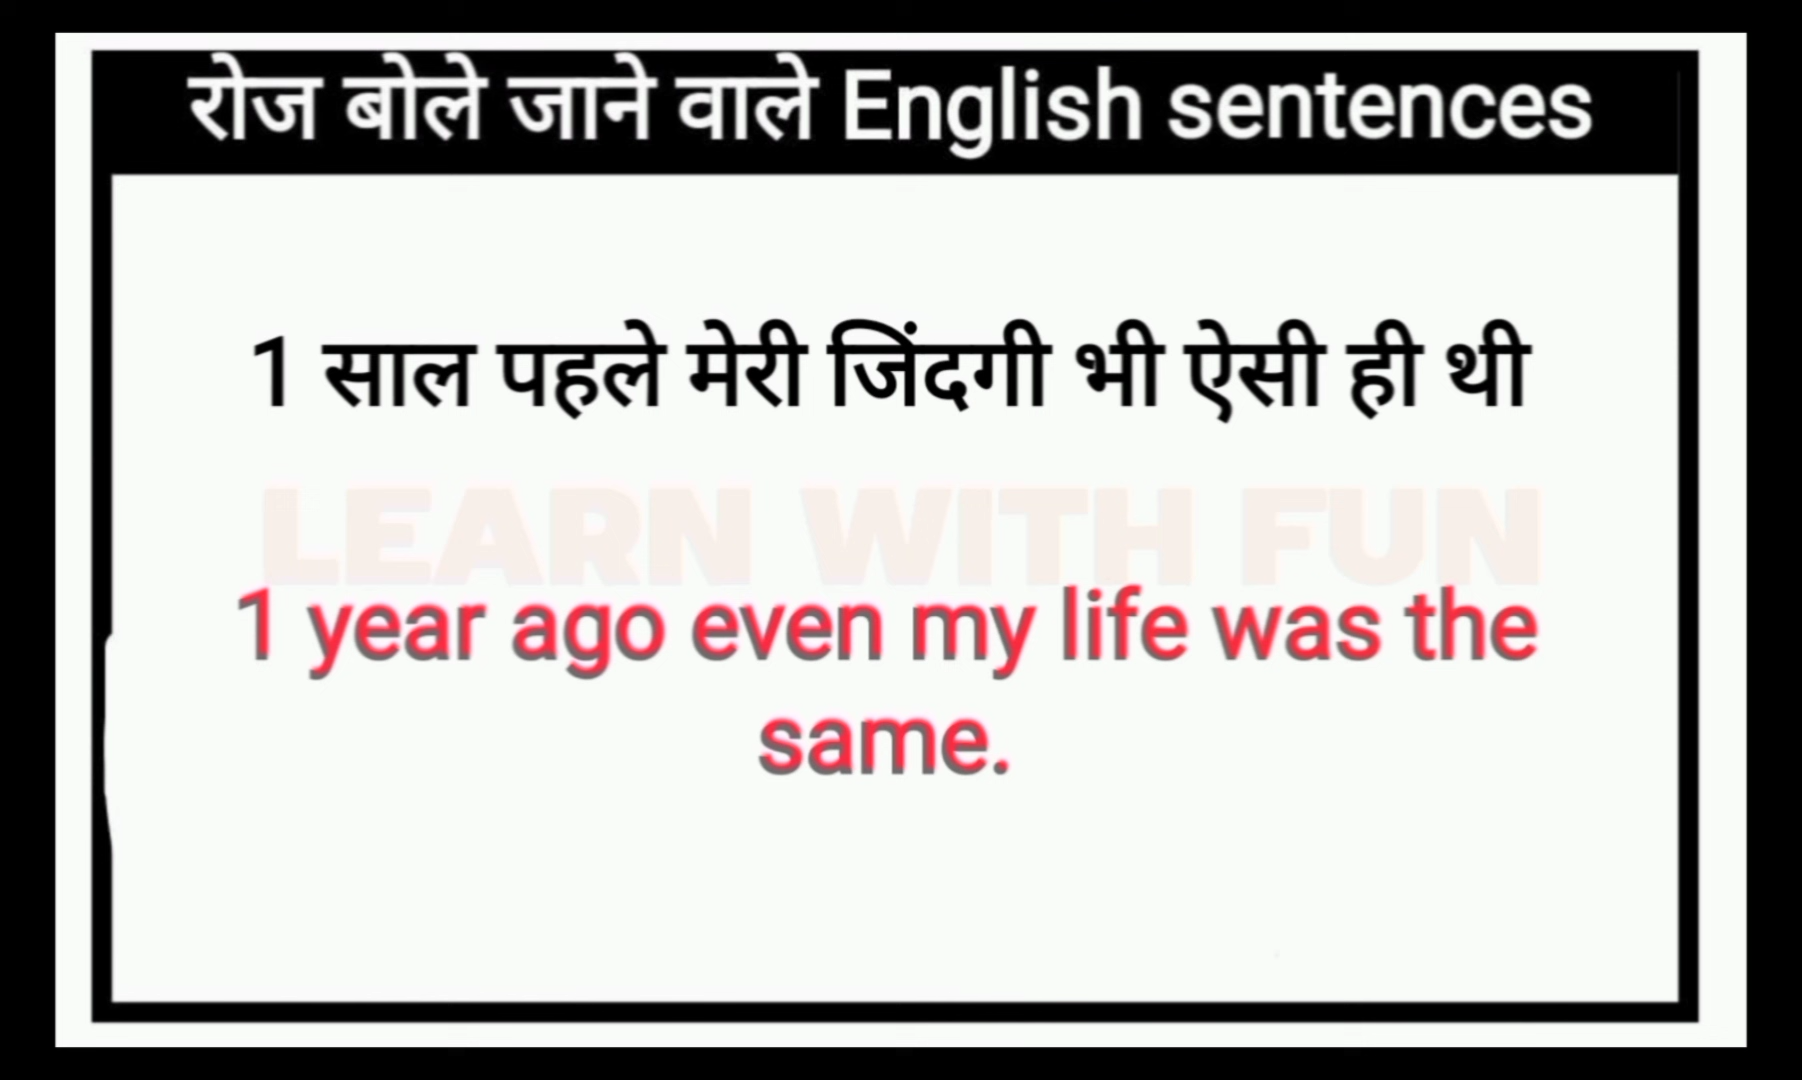 रोज बोले जाने वाले English sentences
1 साल पहले मेरी जिंदगी भी ऐसी ही थी
LEARN WITH FUN
1 year ago even my life was the
same.